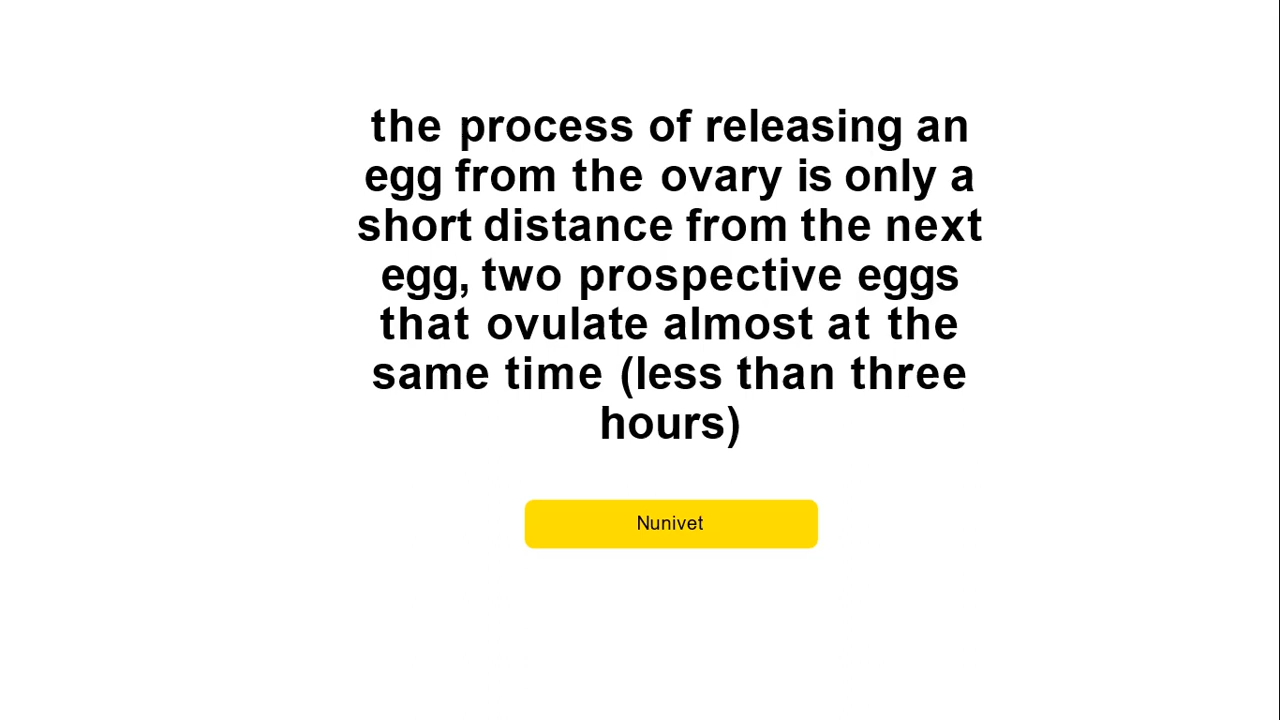 the process of releasing an
egg from the ovary is only a
short distance from the next
egg, two prospective eggs
that ovulate almost at the
same time (less than three
hours)
Nunivet